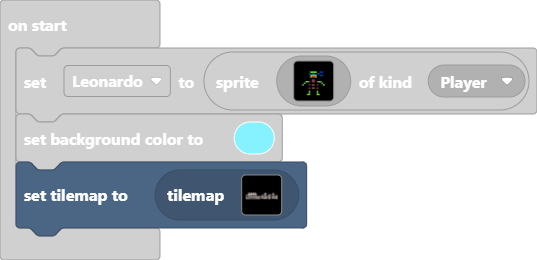 on start
set Leonardo to sprite of kind Player
set background color to
set tilemap to tilemap